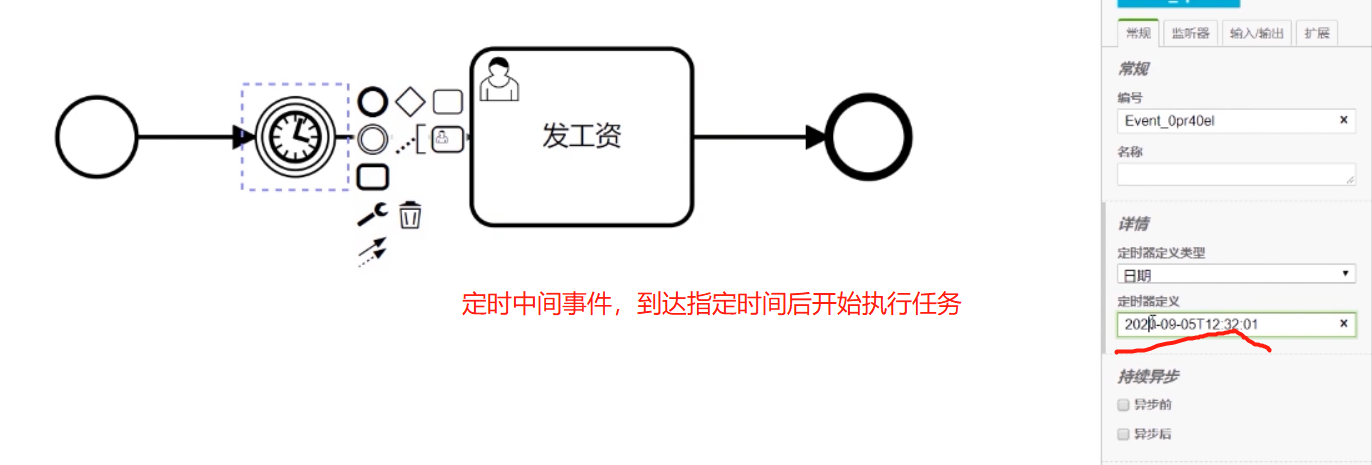 发工资
定时中间事件，到达指定时间后开始执行任务
常规
监听器
输入/输出
扩展
常规
编号
Event_0pr40el
名称
详情
定时器定义类型
日期
定时器定义
2020-09-05T12:32:01
持续异步
异步前
异步后